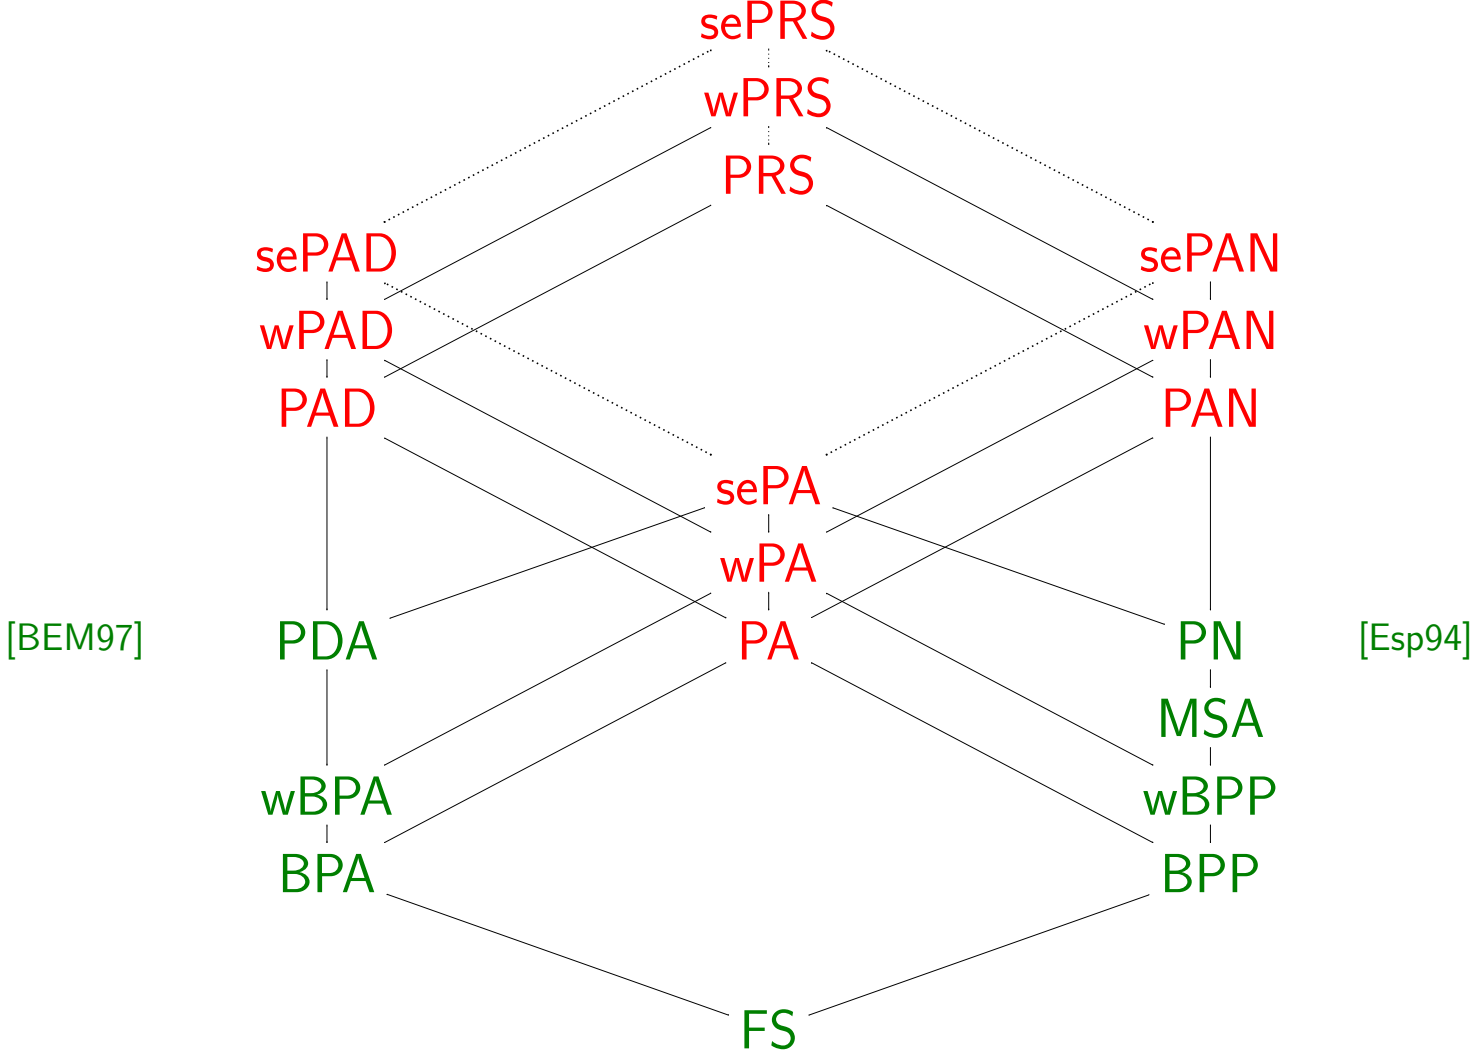 sePRS
wPRS
PRS
sePAD
sePAN
wPAD
wPAN
PAD
PAN
sePA
wPA
[BEM97]
PDA
PA
PN
[Esp94]
MSA
wBPA
wBPP
BPA
BPP
FS